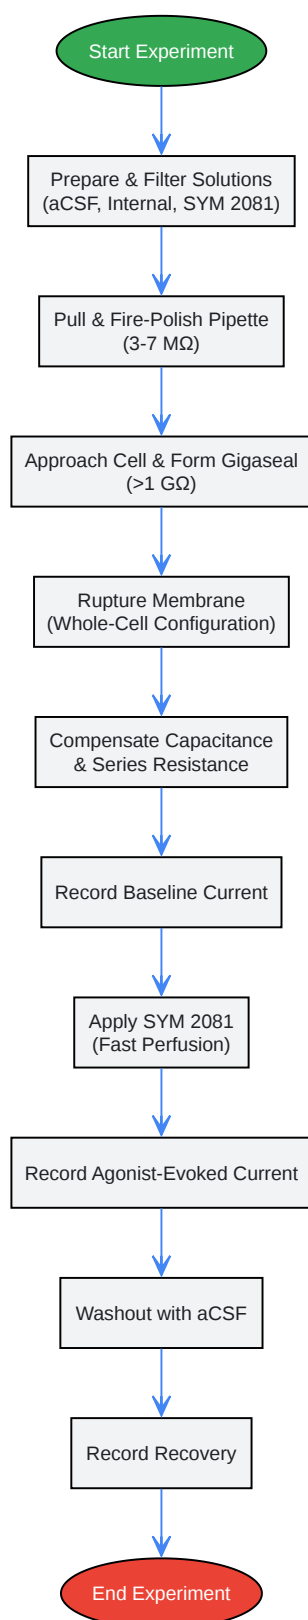 Start Experiment
Prepare & Filter Solutions
(aCSF, Internal, SYM 2081)
Pull & Fire-Polish Pipette
(3-7 MΩ)
Approach Cell & Form Gigaseal
(>1 GΩ)
Rupture Membrane
(Whole-Cell Configuration)
Compensate Capacitance
& Series Resistance
Record Baseline Current
Apply SYM 2081
(Fast Perfusion)
Record Agonist-Evoked Current
Washout with aCSF
Record Recovery
End Experiment